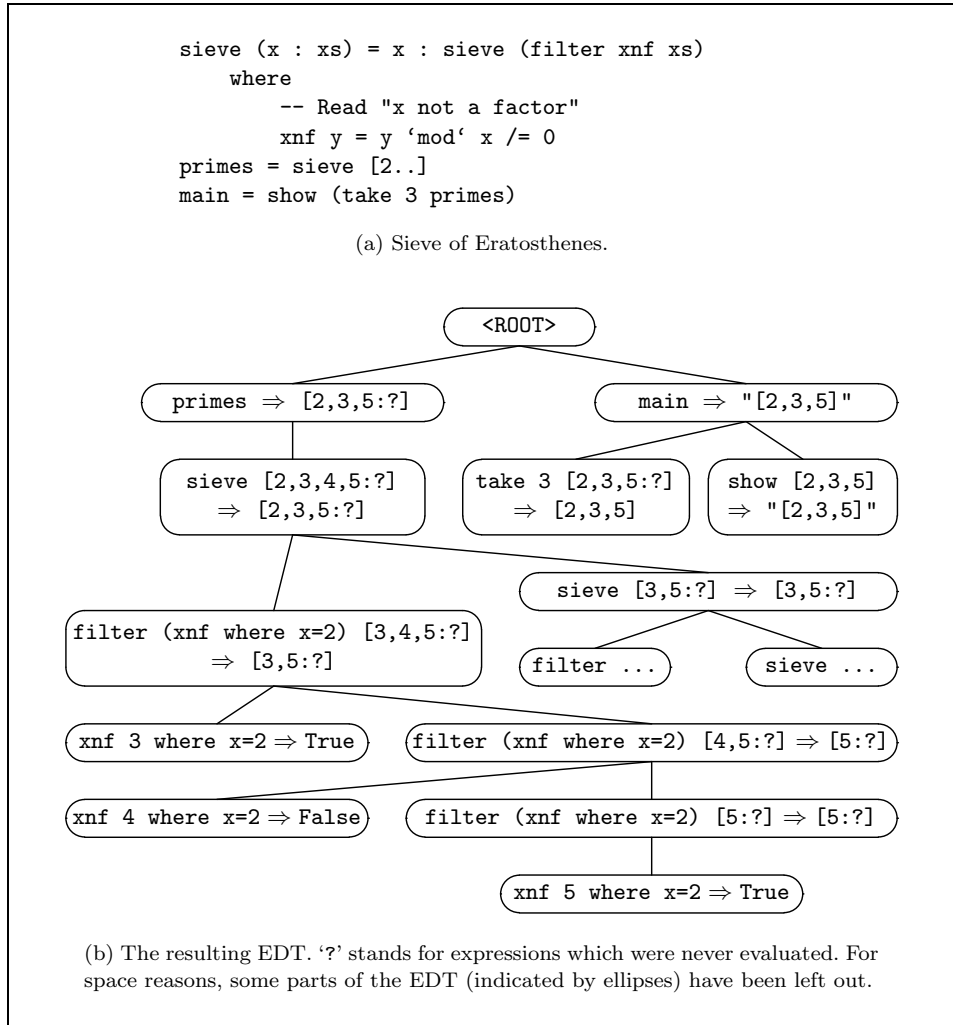 sieve (x : xs) = x : sieve (filter xnf xs)
where
-- Read "x not a factor"
xnf y = y ‘mod‘ x /= 0
primes = sieve [2..]
main = show (take 3 primes)
(a) Sieve of Eratosthenes.
<ROOT>
primes ⇒ [2,3,5:?]
main ⇒ "[2,3,5]"
sieve [2,3,4,5:?]
⇒ [2,3,5:?]
take 3 [2,3,5:?]
⇒ [2,3,5]
show [2,3,5]
⇒ "[2,3,5]"
sieve [3,5:?] ⇒ [3,5:?]
filter (xnf where x=2) [3,4,5:?]
⇒ [3,5:?]
filter ...
sieve ...
xnf 3 where x=2 ⇒ True
filter (xnf where x=2) [4,5:?] ⇒ [5:?]
xnf 4 where x=2 ⇒ False
filter (xnf where x=2) [5:?] ⇒ [5:?]
xnf 5 where x=2 ⇒ True
(b) The resulting EDT. ‘?’ stands for expressions which were never evaluated. For
space reasons, some parts of the EDT (indicated by ellipses) have been left out.